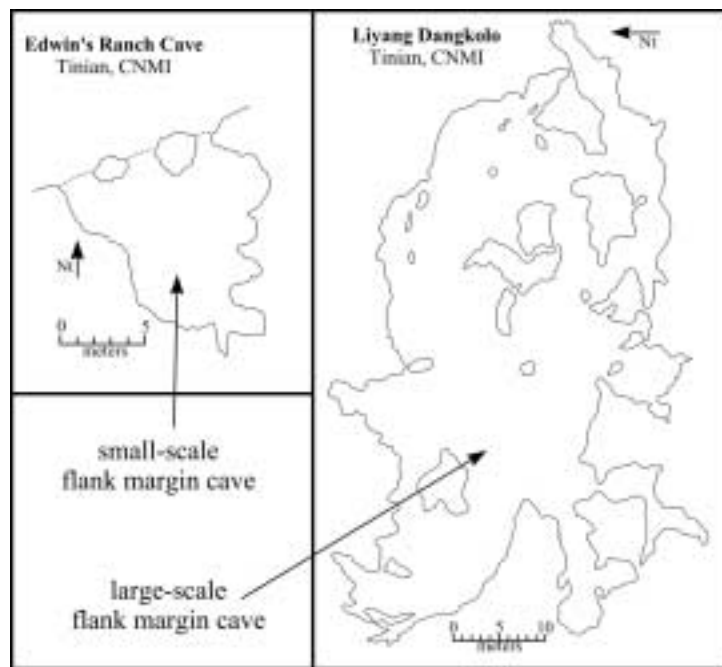 Edwin's Ranch Cave
Tinian, CNMI
Nt
0 5
meters
small-scale
flank margin cave
large-scale
flank margin cave
Liyang Dangkolo
Tinian, CNMI
Nt
0 10
meters